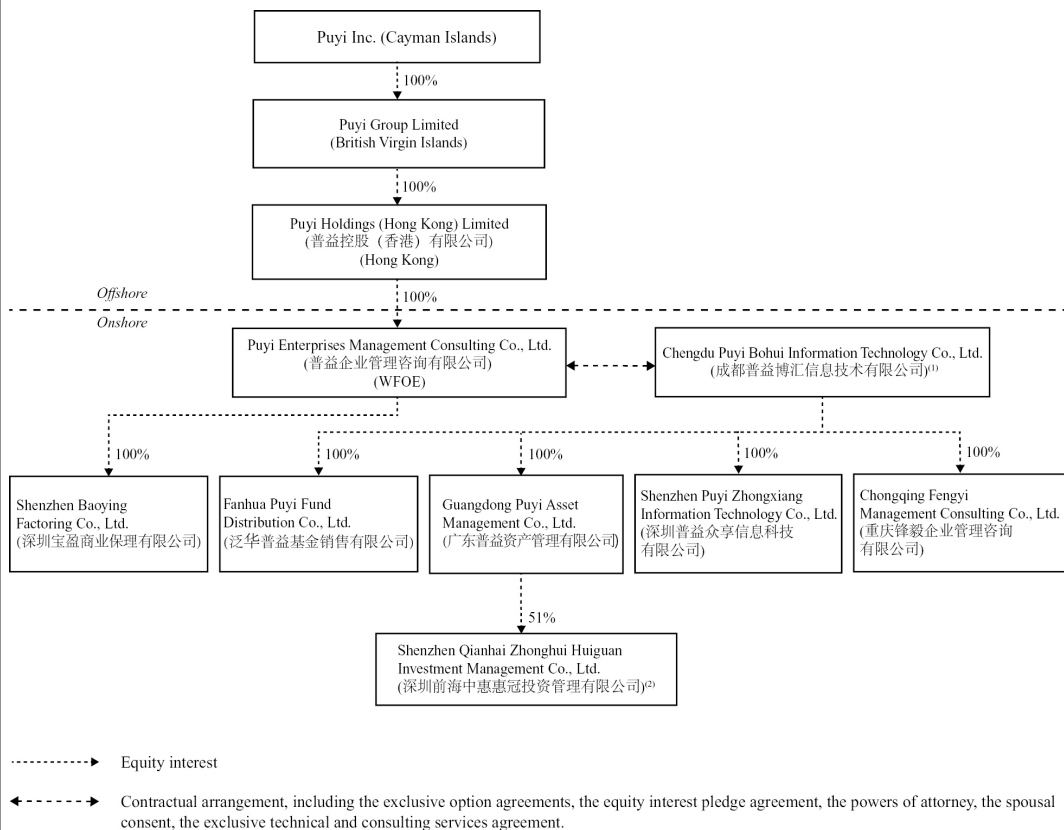 Puyi Inc. (Cayman Islands)
100%
Puyi Group Limited
(British Virgin Islands)
100%
Puyi Holdings (Hong Kong) Limited
(普益控股（香港）有限公司)
(Hong Kong)
Offshore
100%
Onshore
Puyi Enterprises Management Consulting Co., Ltd.
(普益企业管理咨询有限公司)
(WFOE)
Chengdu Puyi Bohui Information Technology Co., Ltd.
(成都普益博汇信息技术有限公司)(1)
100%
100%
100%
100%
100%
Shenzhen Baoying
Factoring Co., Ltd.
(深圳宝盈商业保理有限公司)
Fanhua Puyi Fund
Distribution Co., Ltd.
(泛华普益基金销售有限公司)
Guangdong Puyi Asset
Management Co., Ltd.
(广东普益资产管理有限公司)
Shenzhen Puyi Zhongxiang
Information Technology Co., Ltd.
(深圳普益众享信息科技
有限公司)
Chongqing Fengyi
Management Consulting Co., Ltd.
(重庆锋毅企业管理咨询
有限公司)
51%
Shenzhen Qianhai Zhonghui Huiguan
Investment Management Co., Ltd.
(深圳前海中惠惠冠投资管理有限公司)(2)
Equity interest
Contractual arrangement, including the exclusive option agreements, the equity interest pledge agreement, the powers of attorney, the spousal
consent, the exclusive technical and consulting services agreement.